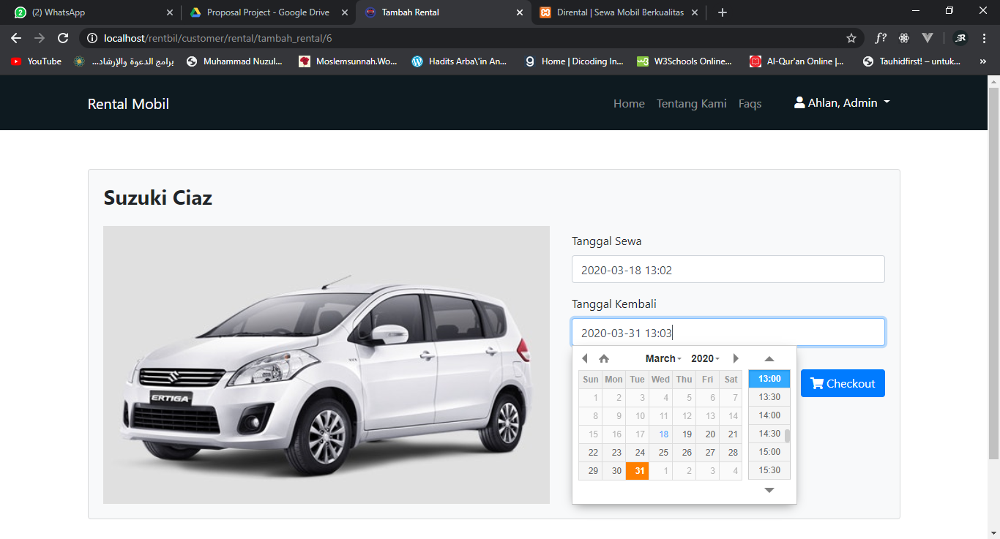 (2) WhatsApp
Proposal Project - Google Drive
Tambah Rental
Dirental | Sewa Mobil Berkualitas
localhost/rentbil/customer/rental/tambah_rental/6
f?
YouTube
برامج الدعوة والإرشاد...
Muhammad Nuzul...
Moslemsunnah.Wo...
Hadits Arba\'in An...
Home | Dicoding In...
W3Schools Online...
Al-Qur'an Online |...
Tauhidfirst! – untuk...
»
Rental Mobil
Home
Tentang Kami
Faqs
Ahlan, Admin
Suzuki Ciaz
ERTIGA
Tanggal Sewa
2020-03-18 13:02
Tanggal Kembali
2020-03-31 13:03
March 2020
Sun Mon Tue Wed Thu Fri Sat
1 2 3 4 5 6 7
8 9 10 11 12 13 14
15 16 17 18 19 20 21
22 23 24 25 26 27 28
29 30 31 1 2 3 4
13:00
13:30
14:00
14:30
15:00
15:30
Checkout